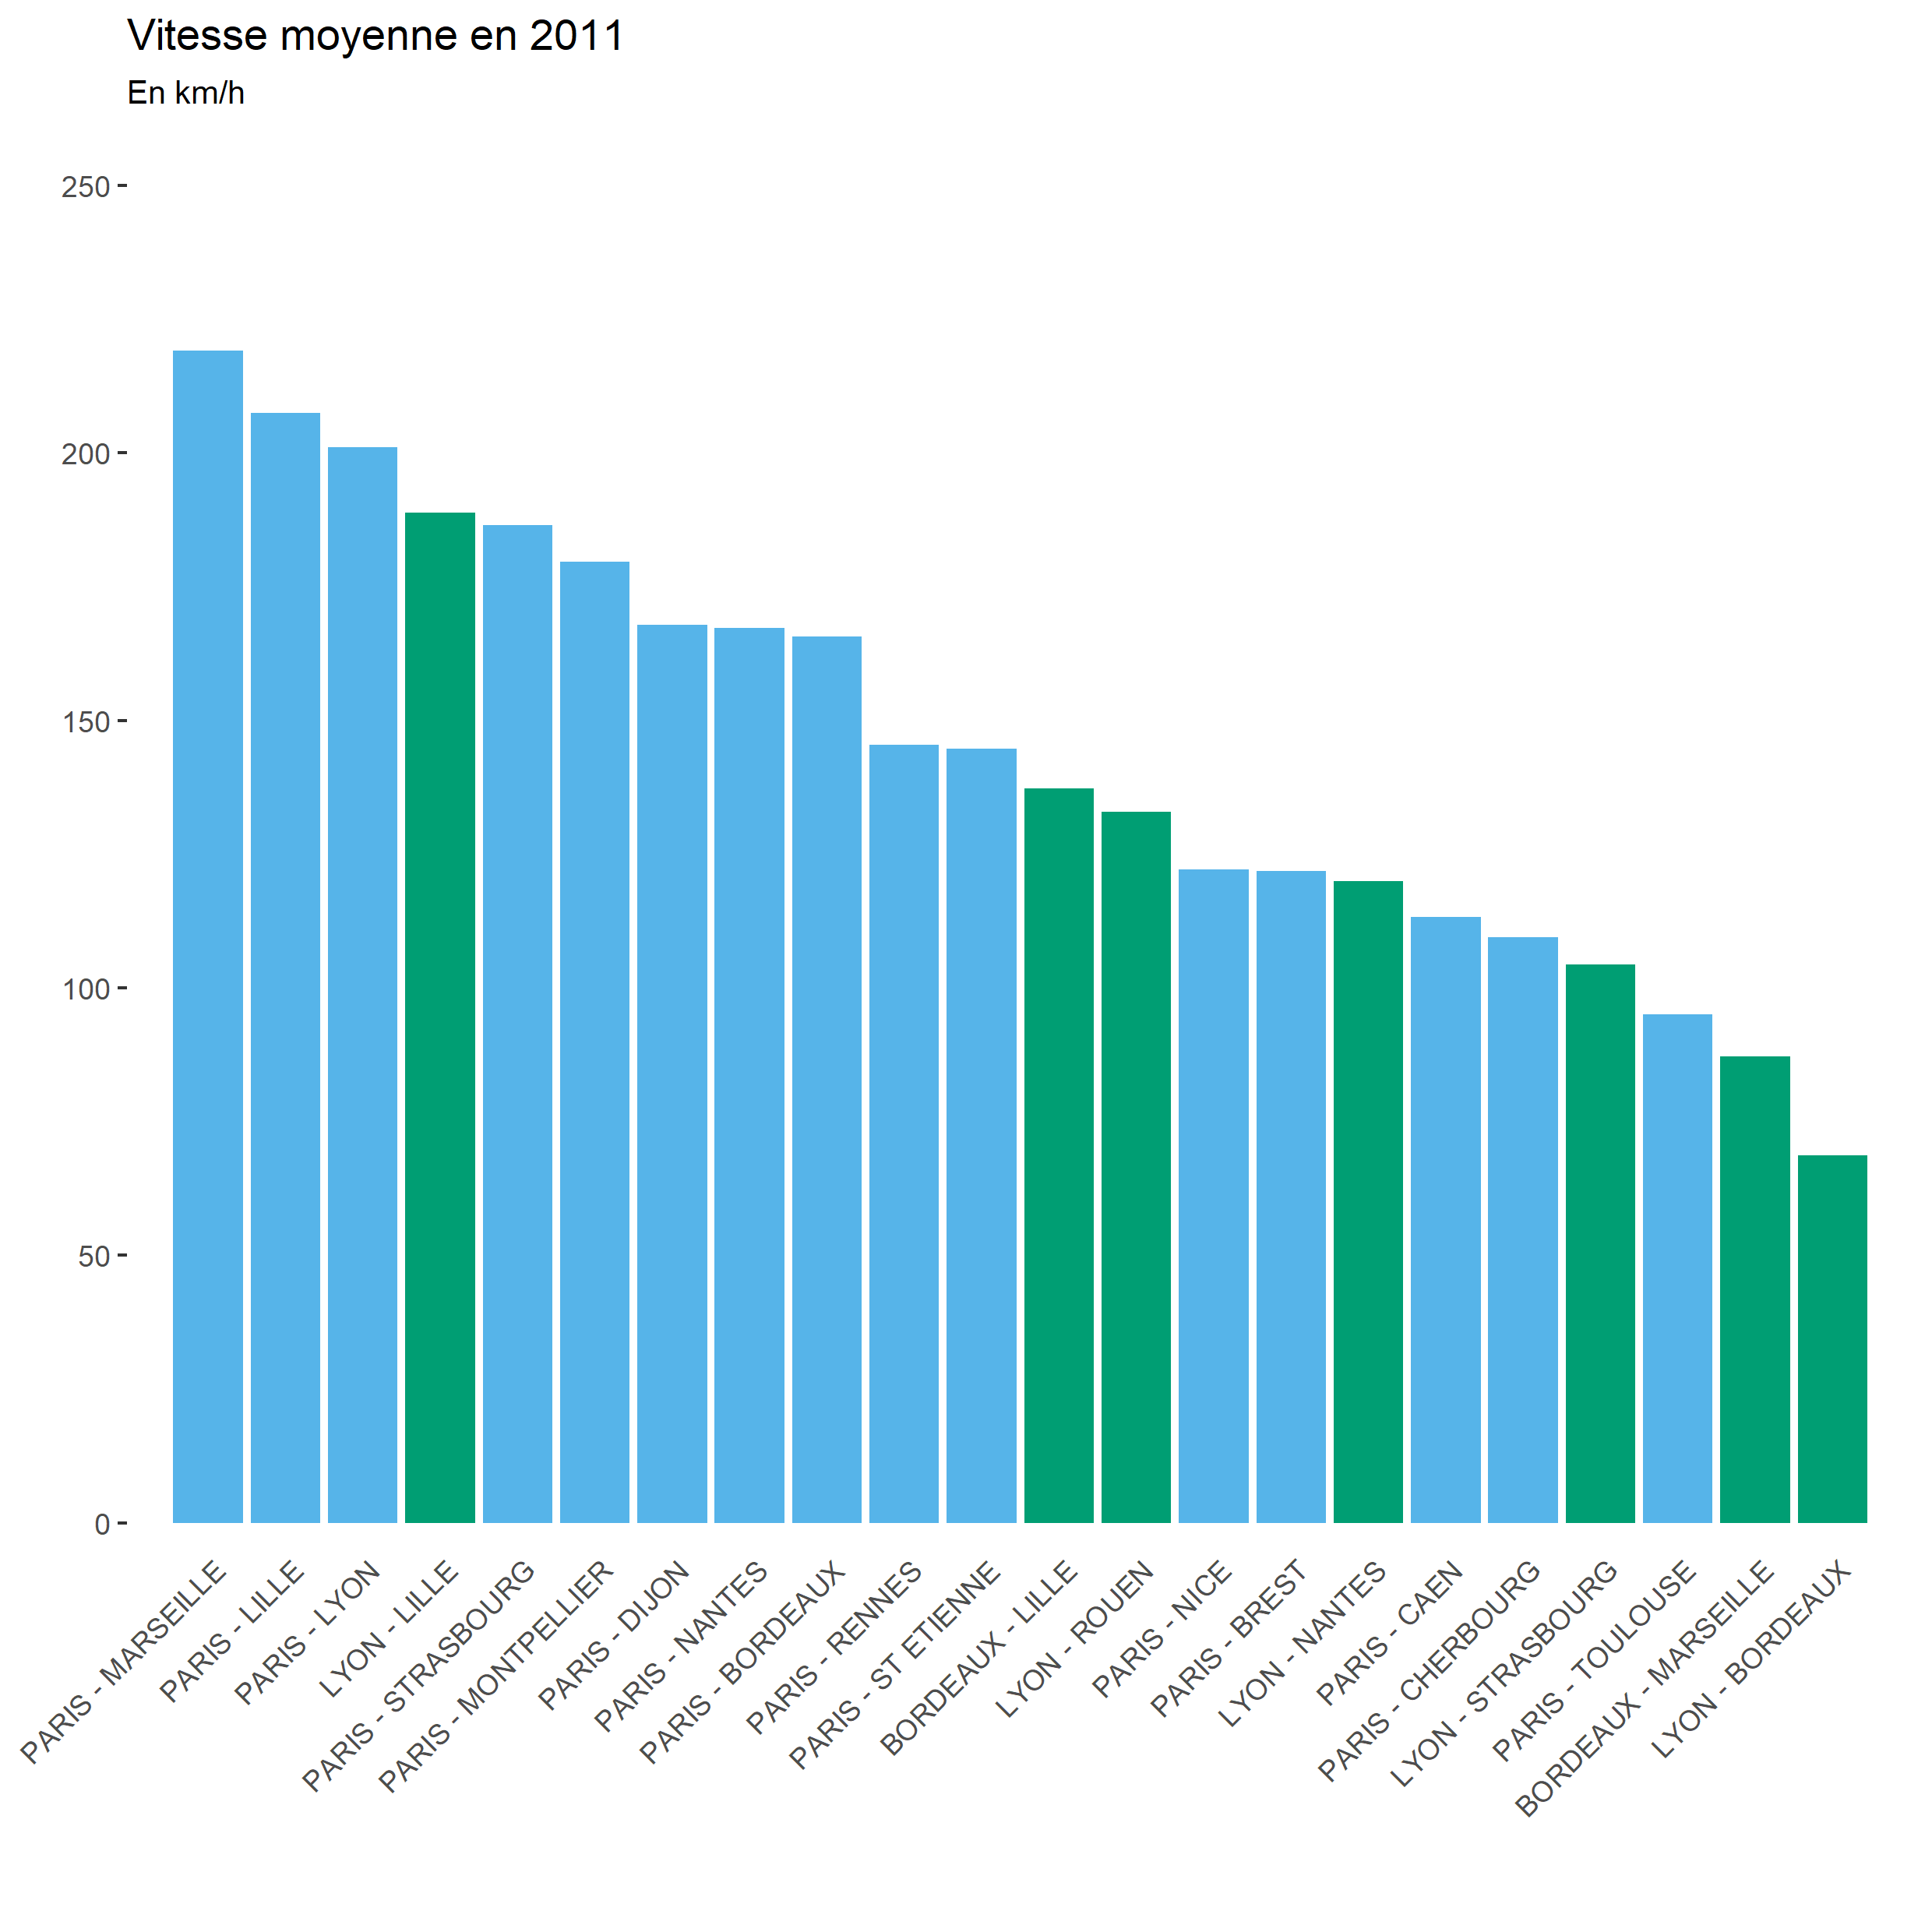 Vitesse moyenne en 2011
En km/h
250
200
150
100
50
0
PARIS - MARSEILLE
PARIS - LILLE
PARIS - LYON
LYON - LILLE
PARIS - STRASBOURG
PARIS - MONTPELLIER
PARIS - DIJON
PARIS - NANTES
PARIS - BORDEAUX
PARIS - RENNES
PARIS - ST ETIENNE
BORDEAUX - LILLE
LYON - ROUEN
PARIS - NICE
PARIS - BREST
LYON - NANTES
PARIS - CAEN
PARIS - CHERBOURG
LYON - STRASBOURG
PARIS - TOULOUSE
BORDEAUX - MARSEILLE
LYON - BORDEAUX